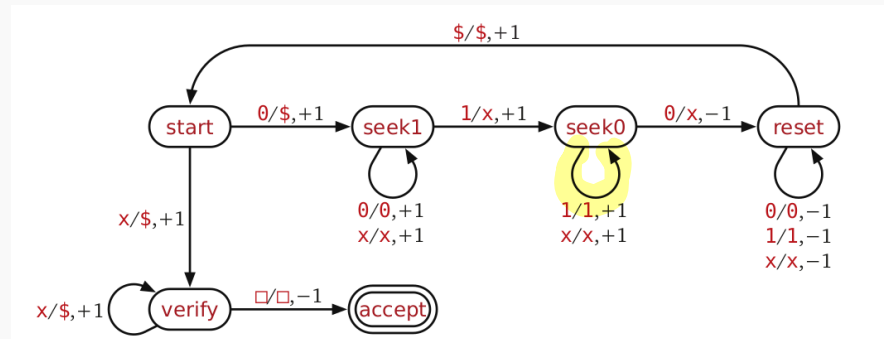 $/$,+1
start
0/$,+1
seek1
1/x,+1
seek0
0/x,−1
reset
0/0,+1
x/x,+1
1/1,+1
x/x,+1
0/0,−1
1/1,−1
x/x,−1
x/$,+1
x/$,+1
verify
□/□,−1
accept